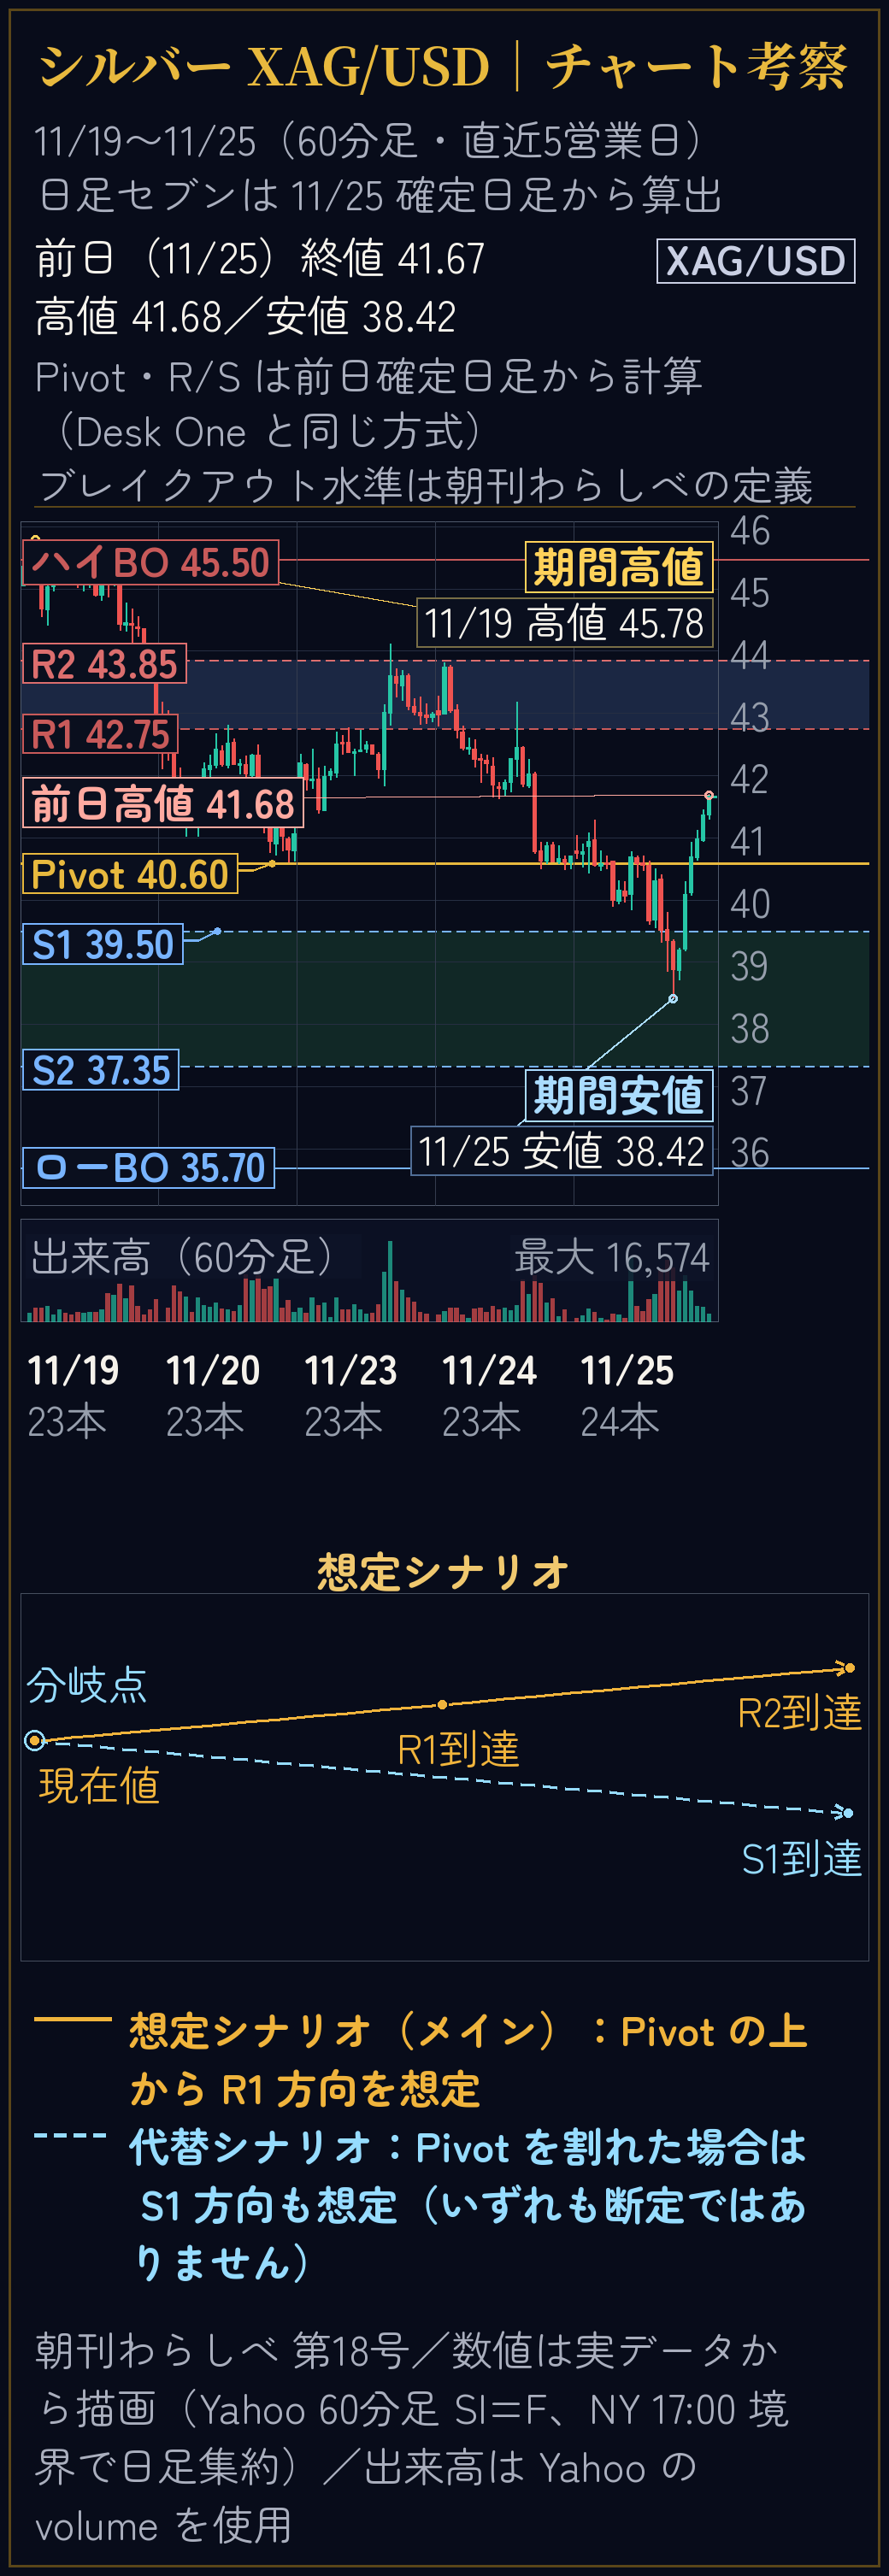 シルバー XAG/USD｜チャート考察
11/19〜11/25（60分足・直近5営業日）
日足セブンは 11/25 確定日足から算出
前日（11/25）終値 41.67
XAG/USD
高値 41.68／安値 38.42
Pivot・R/S は前日確定日足から計算
（Desk One と同じ方式）
ブレイクアウト水準は朝刊わらしべの定義
46
ハイBO 45.50
期間高値
45
11/19 高値 45.78
R2 43.85
44
R1 42.75
43
前日高値 41.68
42
41
Pivot 40.60
40
S1 39.50
39
38
S2 37.35
37
期間安値
11/25 安値 38.42
36
ローBO 35.70
出来高（60分足）
最大 16,574
11/19 11/20 11/23 11/24 11/25
23本 23本 23本 23本 24本
想定シナリオ
分岐点
R2到達
R1到達
現在値
S1到達
想定シナリオ（メイン）：Pivot の上
から R1 方向を想定
代替シナリオ：Pivot を割れた場合は
S1 方向も想定（いずれも断定ではあ
りません）
朝刊わらしべ 第18号／数値は実データか
ら描画（Yahoo 60分足 SI=F、NY 17:00 境
界で日足集約）／出来高は Yahoo の
volume を使用